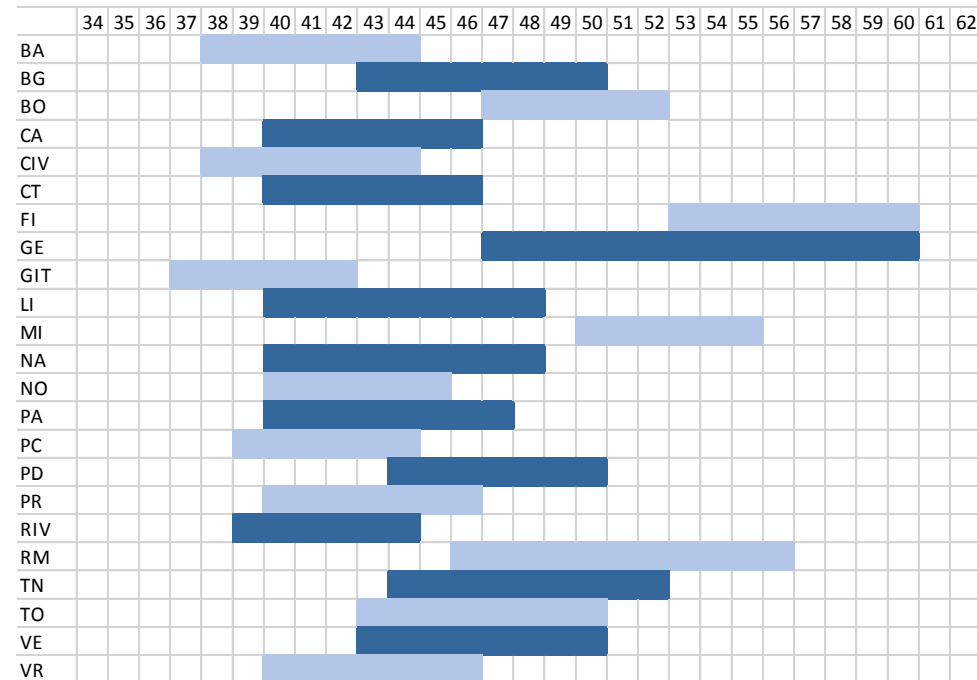 34 35 36 37 38 39 40 41 42 43 44 45 46 47 48 49 50 51 52 53 54 55 56 57 58 59 60 61 62
BA
BG
BO
CA
CIV
CT
FI
GE
GIT
LI
MI
NA
NO
PA
PC
PD
PR
RIV
RM
TN
TO
VE
VR